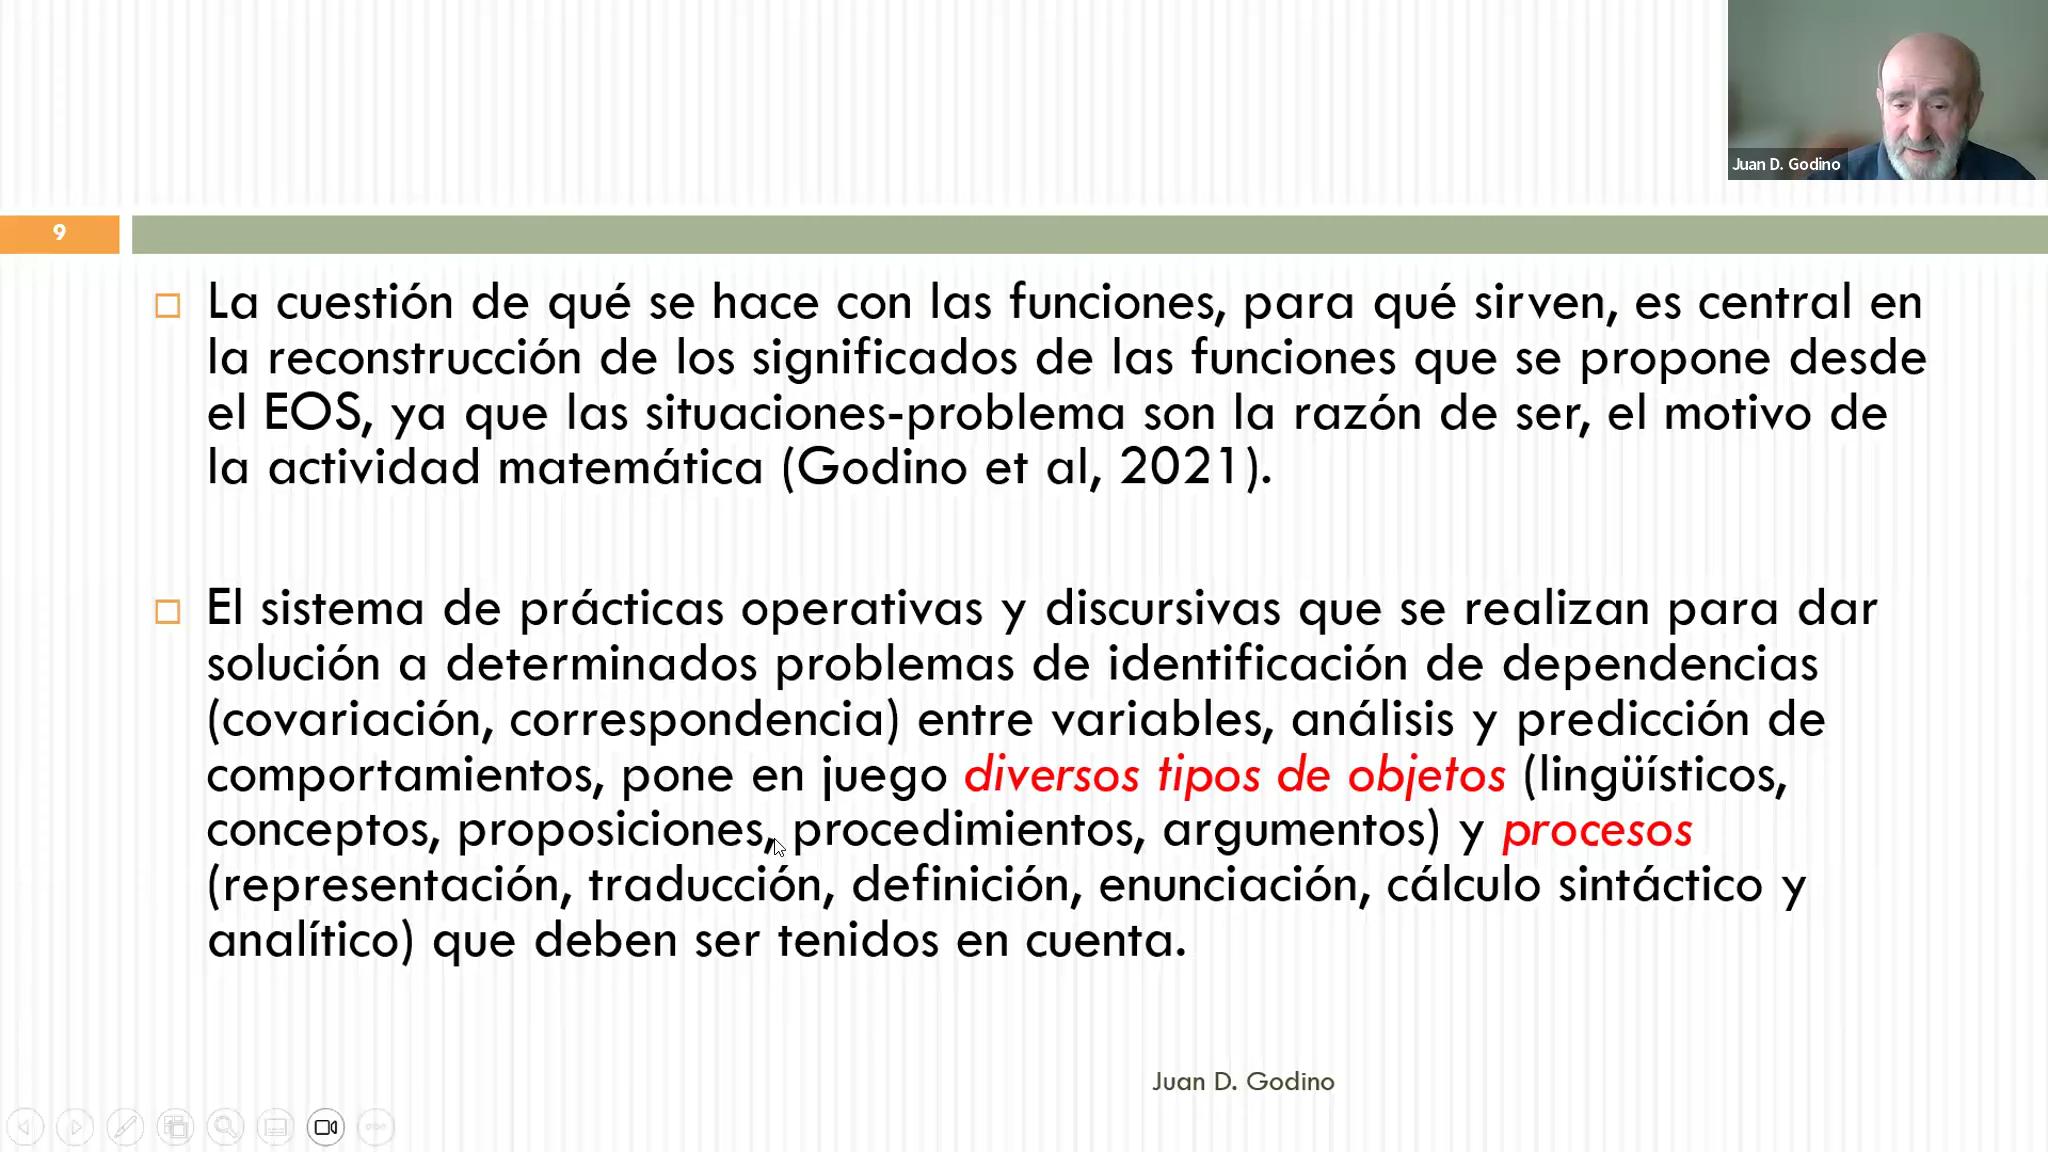 Juan D. Godino
9
La cuestión de qué se hace con las funciones, para qué sirven, es central en
la reconstrucción de los significados de las funciones que se propone desde
el EOS, ya que las situaciones-problema son la razón de ser, el motivo de
la actividad matemática (Godino et al, 2021).
El sistema de prácticas operativas y discursivas que se realizan para dar
solución a determinados problemas de identificación de dependencias
(covariación, correspondencia) entre variables, análisis y predicción de
comportamientos, pone en juego diversos tipos de objetos (lingüísticos,
conceptos, proposiciones, procedimientos, argumentos) y procesos
(representación, traducción, definición, enunciación, cálculo sintáctico y
analítico) que deben ser tenidos en cuenta.
Juan D. Godino